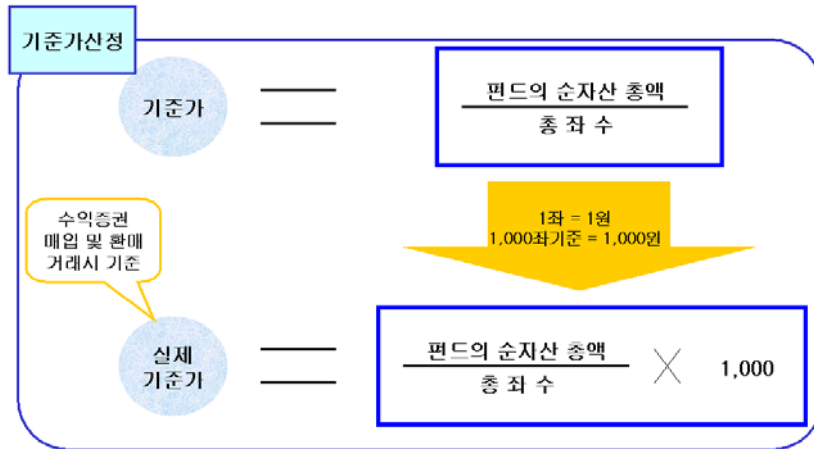 기준가산정
기준가
펀드의 순자산 총액
총 좌 수
수익증권
매입 및 환매
거래시 기준
1좌 = 1원
1,000좌기준 = 1,000원
실제
기준가
펀드의 순자산 총액
총 좌 수
1,000